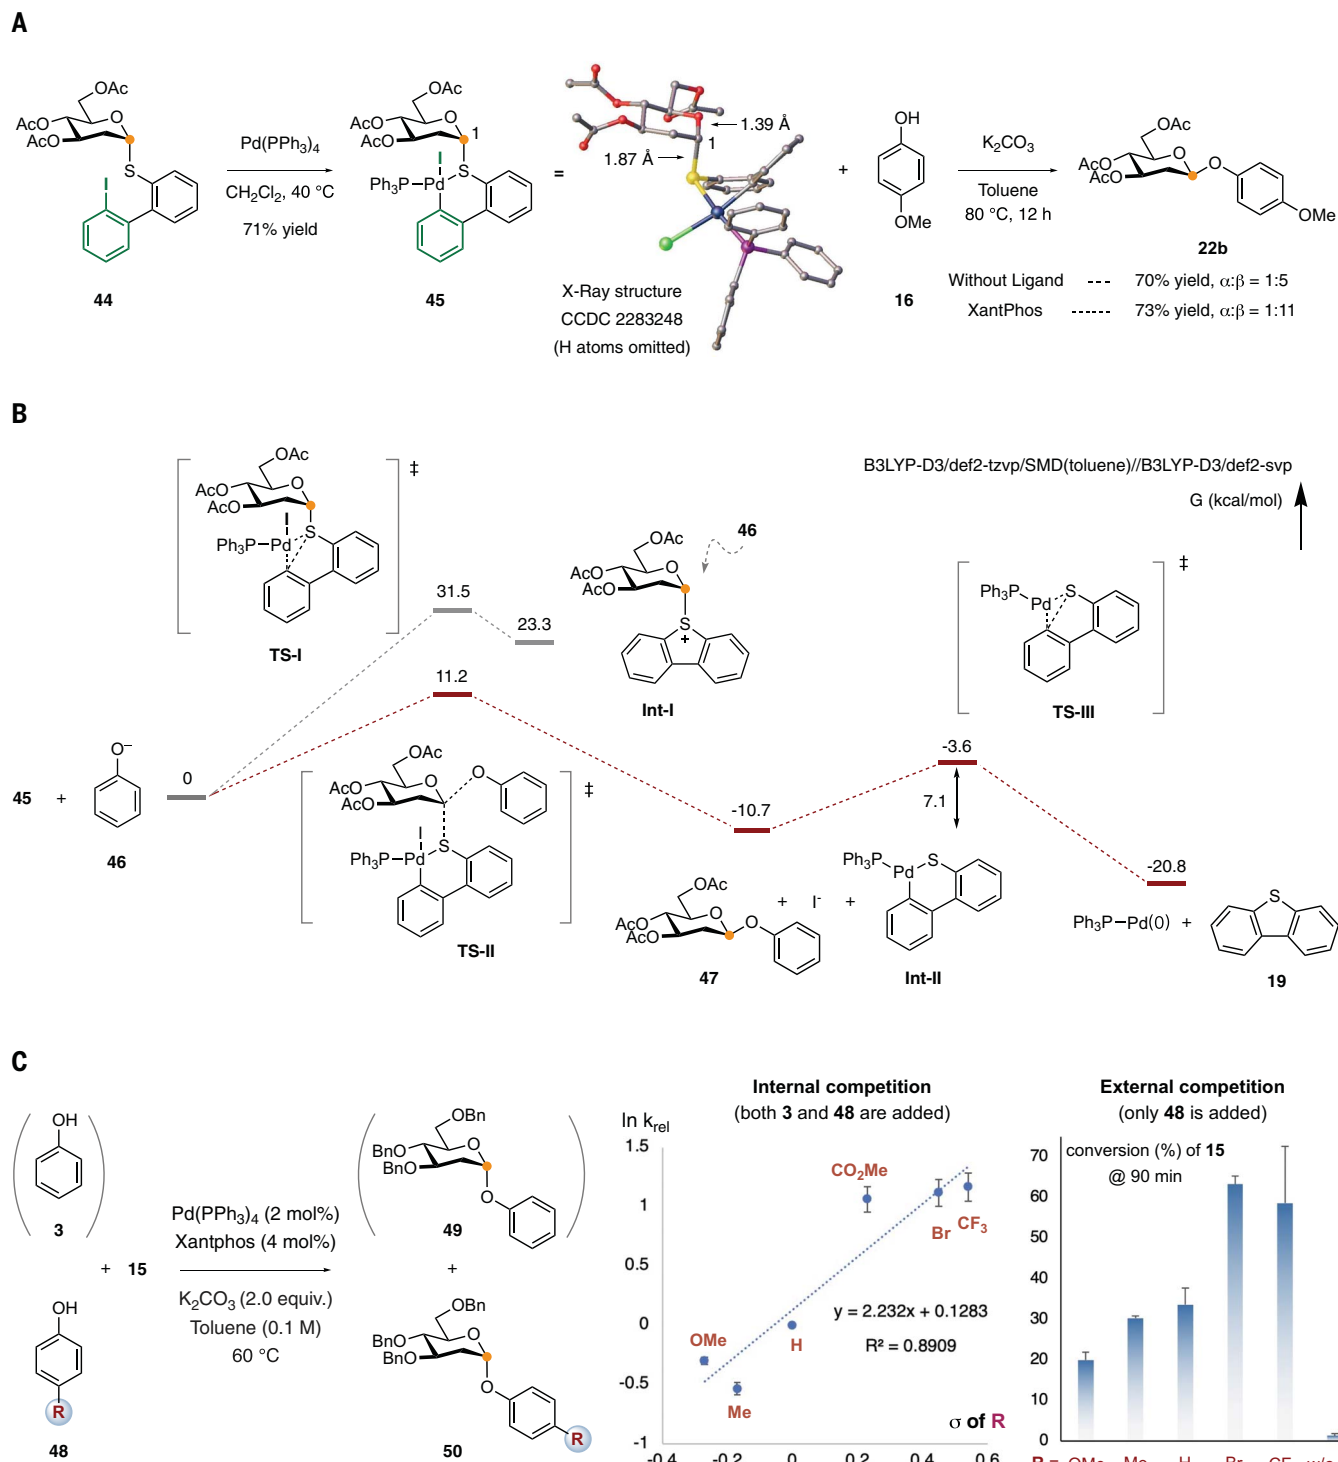 A
OAc
AcO
AcO
O
S
I
44
Pd(PPh3)4
CH2Cl2, 40 °C
71% yield
OAc
AcO
AcO
O
1
I
S
Ph3P
Pd
45
=
1.39 Å
1
1.87 Å
X-Ray structure
CCDC 2283248
(H atoms omitted)
+
OH
OMe
16
K2CO3
Toluene
80 °C, 12 h
OAc
AcO
AcO
O
O
OMe
22b
Without Ligand --- 70% yield, α:β = 1:5
XantPhos ------ 73% yield, α:β = 1:11
B
OAc
AcO
AcO
O
I
S
Ph3P
Pd
‡
TS-I
B3LYP-D3/def2-tzvp/SMD(toluene)//B3LYP-D3/def2-svp
G (kcal/mol)
31.5
23.3
46
OAc
AcO
AcO
O
S
+
Int-I
‡
Ph3P
Pd
S
TS-III
11.2
45
+
O−
46
0
OAc
AcO
AcO
O
O
I
S
Ph3P
Pd
‡
TS-II
-10.7
-3.6
7.1
-20.8
OAc
AcO
AcO
O
O
47
+
I-
+
Ph3P
Pd
S
Int-II
Ph3P
Pd(0)
+
S
19
C
OH
3
+
15
OH
R
48
Pd(PPh3)4 (2 mol%)
Xantphos (4 mol%)
K2CO3 (2.0 equiv.)
Toluene (0.1 M)
60 °C
OBn
BnO
BnO
O
O
49
+
OBn
BnO
BnO
O
O
R
50
Internal competition
(both 3 and 48 are added)
ln krel
1.5
1
0.5
0
-0.5
-1
CO2Me
Br
CF3
OMe
H
Me
y = 2.232x + 0.1283
R² = 0.8909
σ of R
-0.4
-0.2
0
0.2
0.4
0.6
External competition
(only 48 is added)
conversion (%) of 15
@ 90 min
70
60
50
40
30
20
10
0
R =
OMe
Me
H
Br